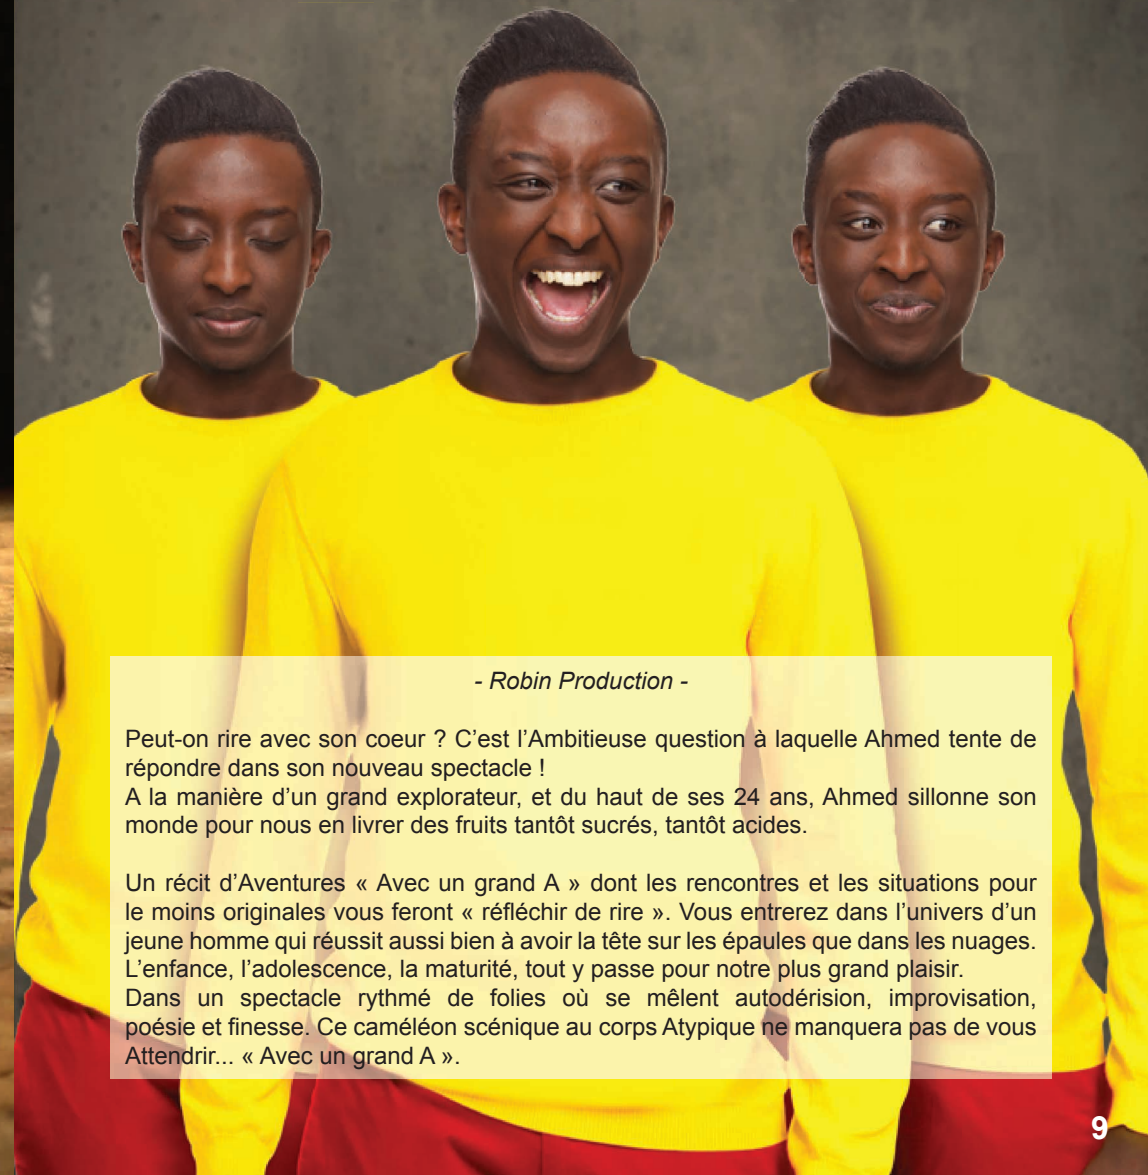 - Robin Production -
Peut-on rire avec son coeur ? C’est l’Ambitieuse question à laquelle Ahmed tente de
répondre dans son nouveau spectacle !
A la manière d’un grand explorateur, et du haut de ses 24 ans, Ahmed sillonne son
monde pour nous en livrer des fruits tantôt sucrés, tantôt acides.
Un récit d’Aventures « Avec un grand A » dont les rencontres et les situations pour
le moins originales vous feront « réfléchir de rire ». Vous entrerez dans l’univers d’un
jeune homme qui réussit aussi bien à avoir la tête sur les épaules que dans les nuages.
L’enfance, l’adolescence, la maturité, tout y passe pour notre plus grand plaisir.
Dans un spectacle rythmé de folies où se mêlent autodérision, improvisation,
poésie et finesse. Ce caméléon scénique au corps Atypique ne manquera pas de vous
Attendrir... « Avec un grand A ».
9